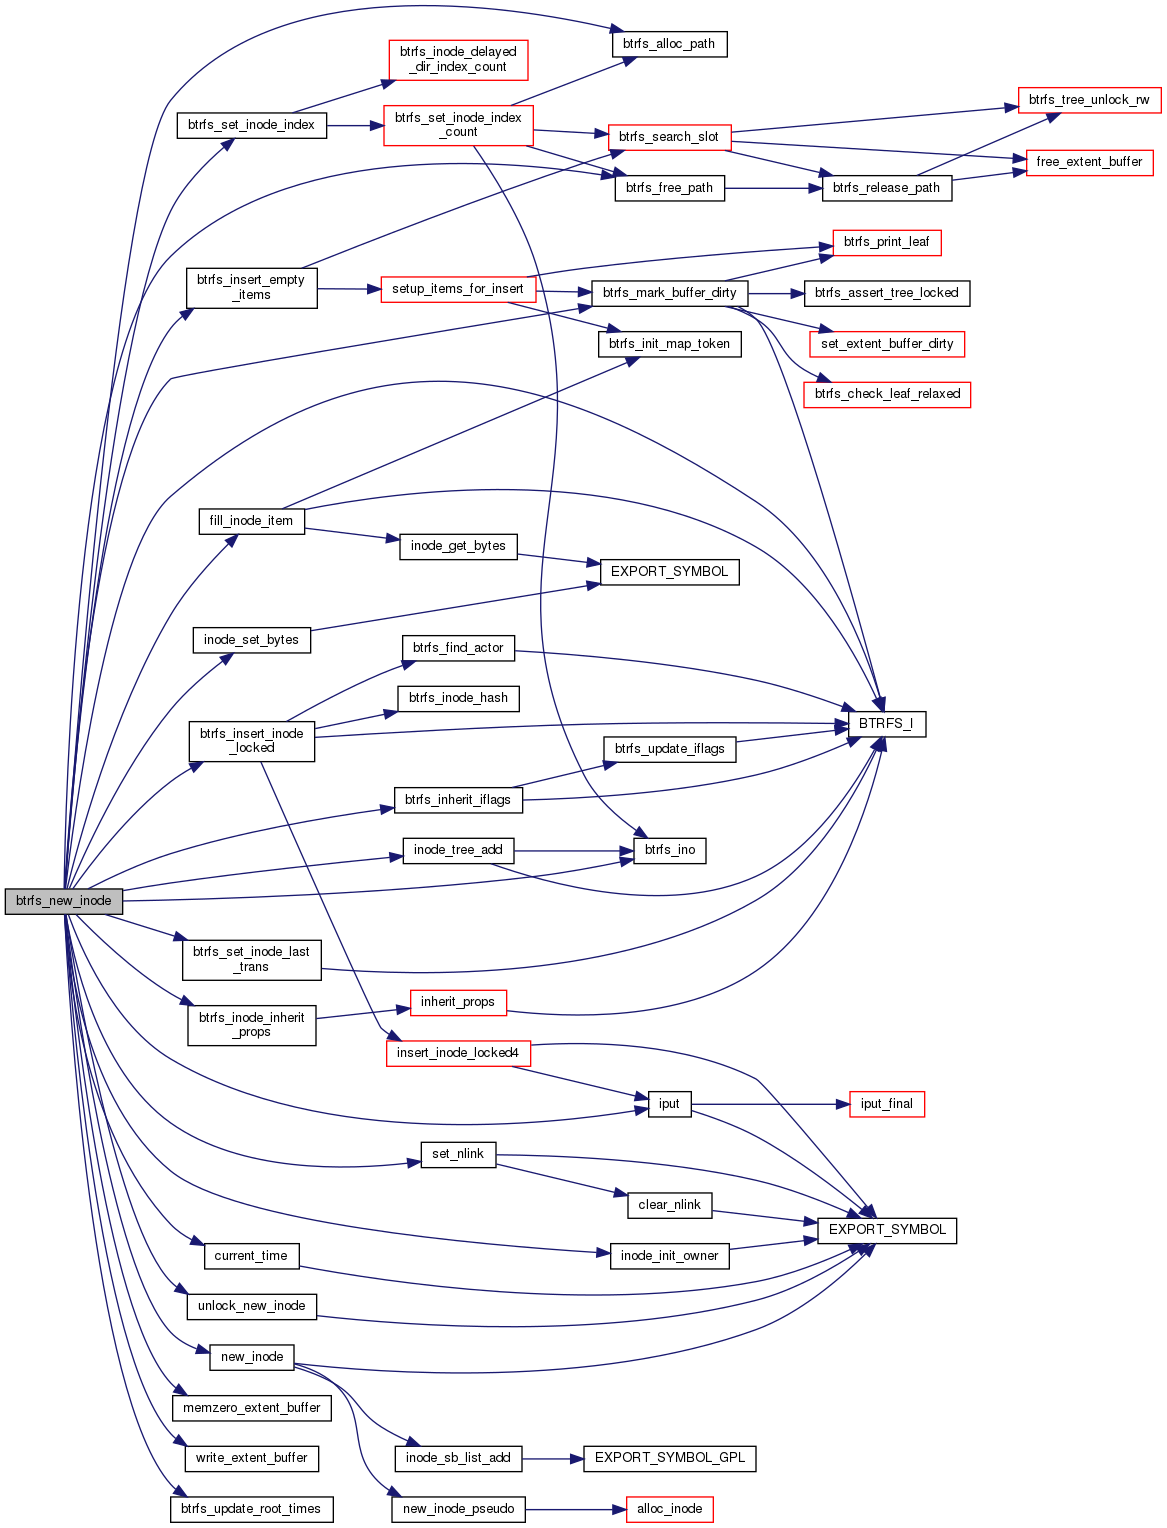 btrfs_alloc_path
btrfs_inode_delayed
_dir_index_count
btrfs_set_inode_index
btrfs_set_inode_index
_count
btrfs_search_slot
btrfs_tree_unlock_rw
free_extent_buffer
btrfs_free_path
btrfs_release_path
btrfs_print_leaf
btrfs_insert_empty
_items
setup_items_for_insert
btrfs_mark_buffer_dirty
btrfs_assert_tree_locked
btrfs_init_map_token
set_extent_buffer_dirty
btrfs_check_leaf_relaxed
fill_inode_item
inode_get_bytes
EXPORT_SYMBOL
inode_set_bytes
btrfs_find_actor
btrfs_inode_hash
btrfs_insert_inode
_locked
BTRFS_I
btrfs_update_iflags
btrfs_inherit_iflags
inode_tree_add
btrfs_ino
btrfs_new_inode
btrfs_set_inode_last
_trans
btrfs_inode_inherit
_props
inherit_props
insert_inode_locked4
iput
iput_final
set_nlink
clear_nlink
EXPORT_SYMBOL
current_time
inode_init_owner
unlock_new_inode
new_inode
memzero_extent_buffer
write_extent_buffer
inode_sb_list_add
EXPORT_SYMBOL_GPL
btrfs_update_root_times
new_inode_pseudo
alloc_inode